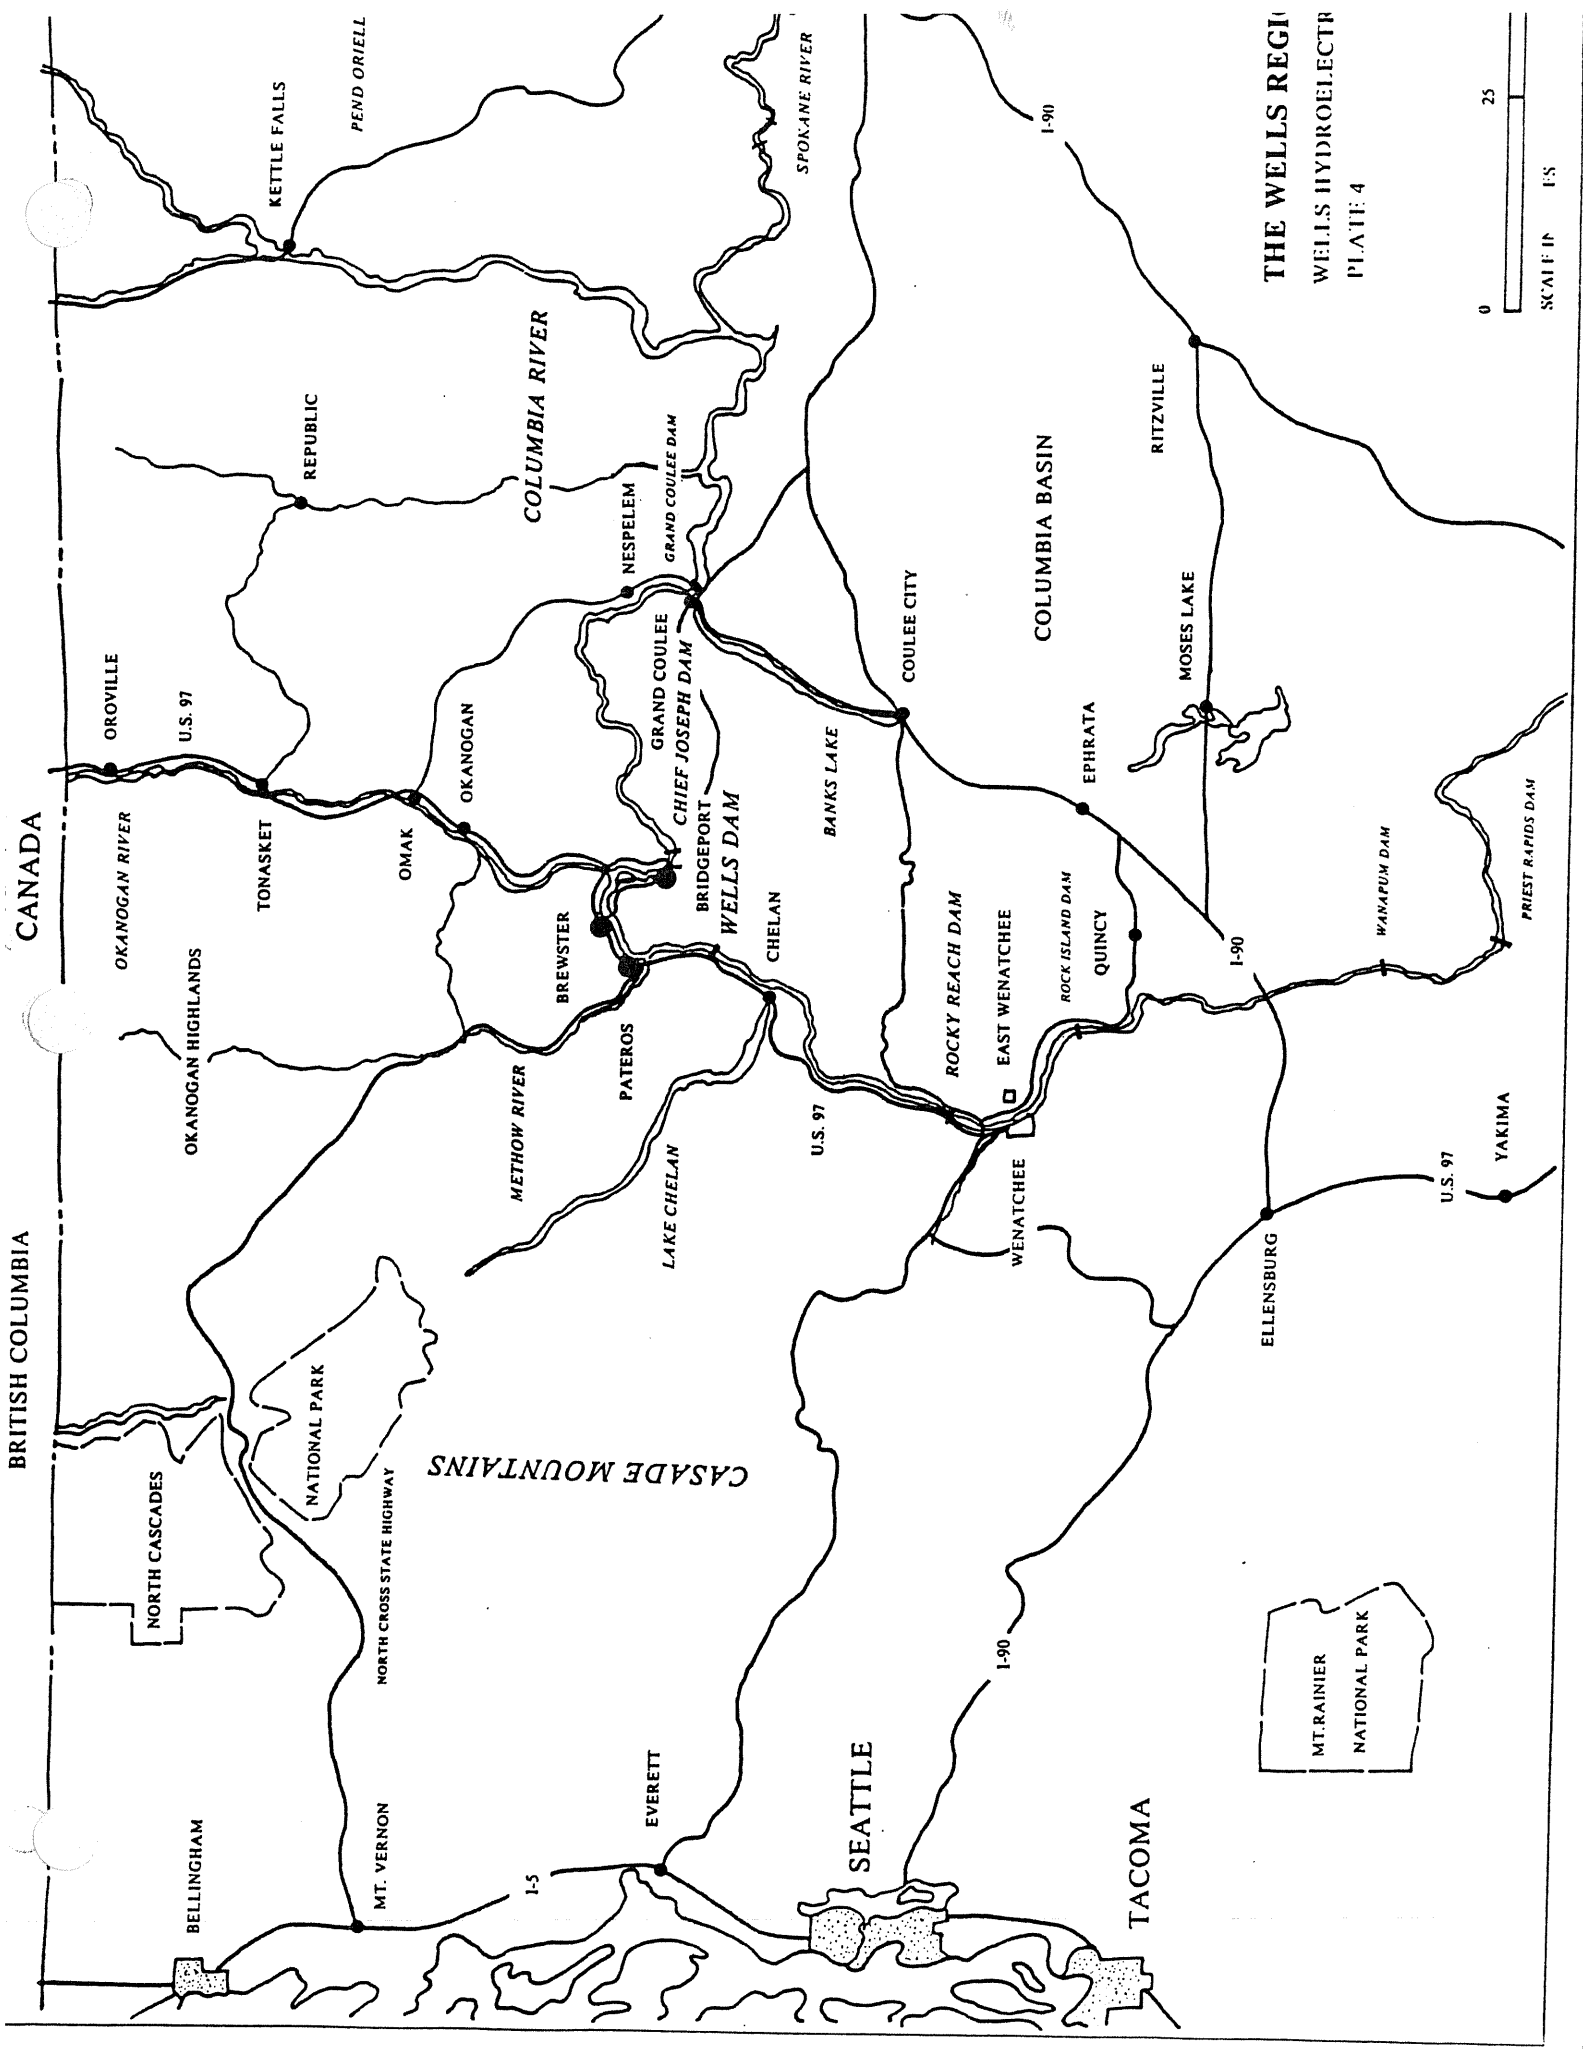 BRITISH COLUMBIA
CANADA
BELLINGHAM
MT. VERNON
I-5
EVERETT
SEATTLE
TACOMA
I-90
MT.RAINIER
NATIONAL PARK
NORTH CASCADES
NATIONAL PARK
NORTH CROSS STATE HIGHWAY
CASADE MOUNTAINS
OKANOGAN HIGHLANDS
METHOW RIVER
LAKE CHELAN
PATEROS
BREWSTER
CHELAN
U.S. 97
WENATCHEE
EAST WENATCHEE
ROCKY REACH DAM
ROCK ISLAND DAM
QUINCY
I-90
ELLENSBURG
U.S. 97
YAKIMA
WANAPUM DAM
PRIEST RAPIDS DAM
OKANOGAN RIVER
OROVILLE
U.S. 97
TONASKET
OMAK
OKANOGAN
BRIDGEPORT
WELLS DAM
CHIEF JOSEPH DAM
GRAND COULEE
NESPELEM
GRAND COULEE DAM
BANKS LAKE
COULEE CITY
EPHRATA
MOSES LAKE
COLUMBIA BASIN
RITZVILLE
I-90
REPUBLIC
COLUMBIA RIVER
KETTLE FALLS
PEND ORIELL
SPOKANE RIVER
THE WELLS REGI
WELLS HYDROELECTR
PLATE 4
0 25